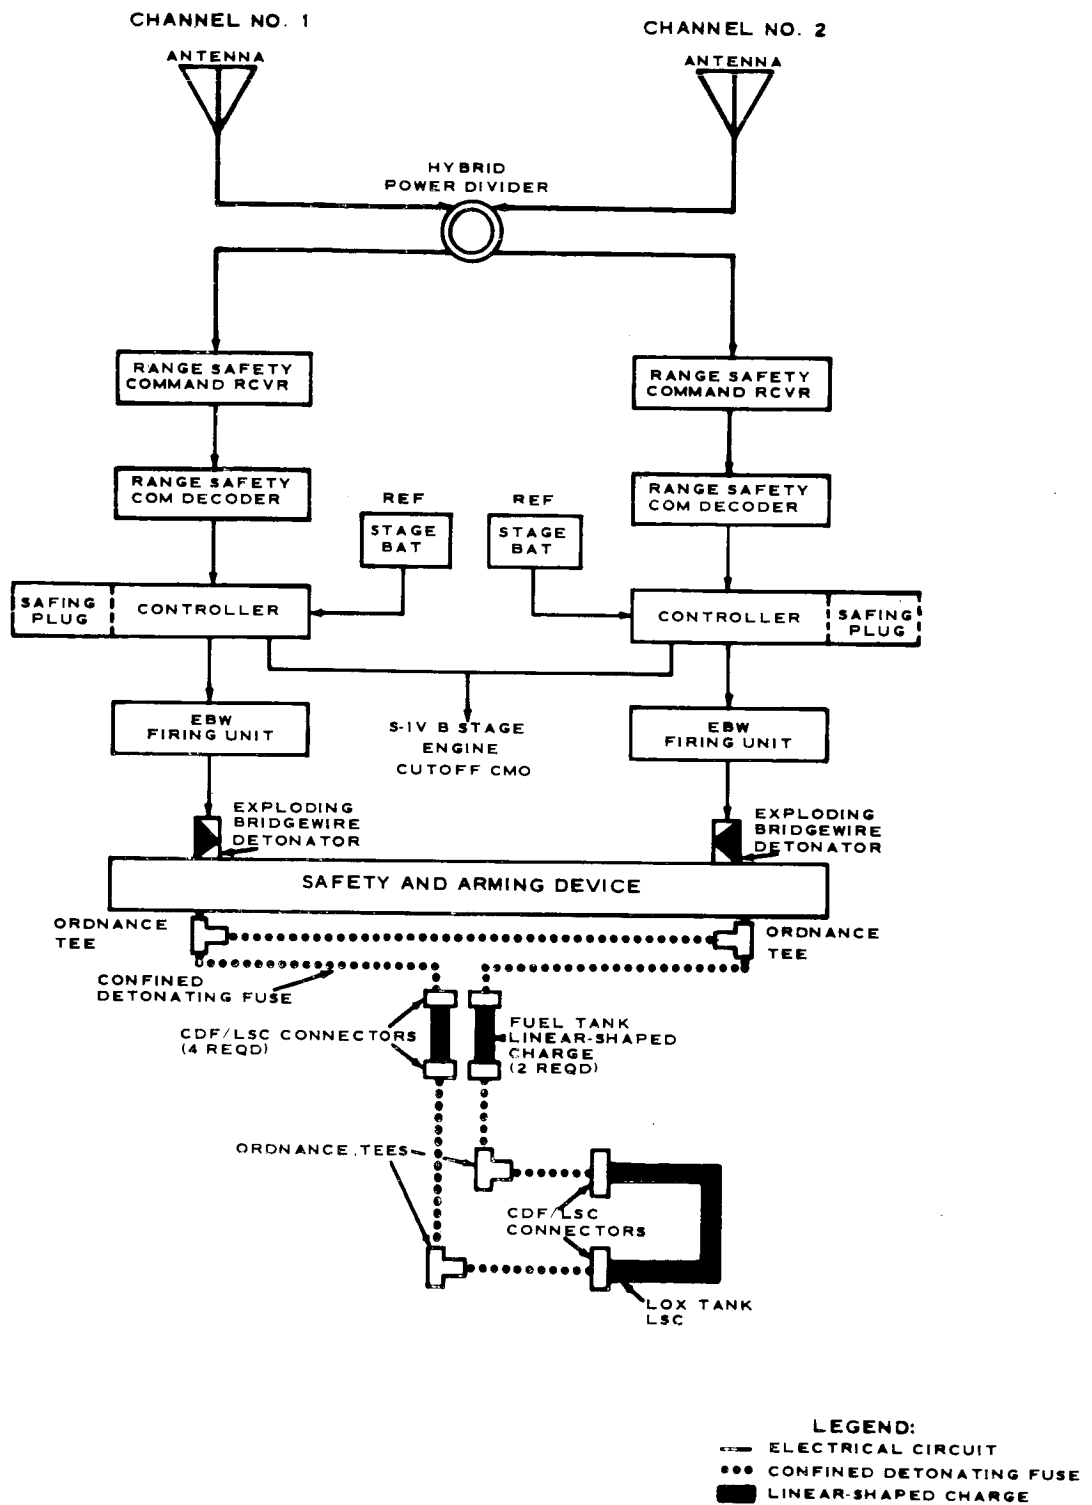 CHANNEL NO. 1
CHANNEL NO. 2
ANTENNA
ANTENNA
HYBRID
POWER DIVIDER
RANGE SAFETY
COMMAND RCVR
RANGE SAFETY
COMMAND RCVR
RANGE SAFETY
COM DECODER
REF
STAGE
BAT
REF
STAGE
BAT
RANGE SAFETY
COM DECODER
SAFING
PLUG
CONTROLLER
CONTROLLER
SAFING
PLUG
EBW
FIRING UNIT
S-IV B STAGE
ENGINE
CUTOFF CMO
EBW
FIRING UNIT
EXPLODING
BRIDGEWIRE
DETONATOR
EXPLODING
BRIDGEWIRE
DETONATOR
SAFETY AND ARMING DEVICE
ORDNANCE
TEE
ORDNANCE
TEE
CONFINED
DETONATING FUSE
CDF/LSC CONNECTORS
(4 REQD)
FUEL TANK
LINEAR-SHAPED
CHARGE
(2 REQD)
ORDNANCE TEES
CDF/LSC
CONNECTORS
LOX TANK
LSC
LEGEND:
ELECTRICAL CIRCUIT
CONFINED DETONATING FUSE
LINEAR-SHAPED CHARGE